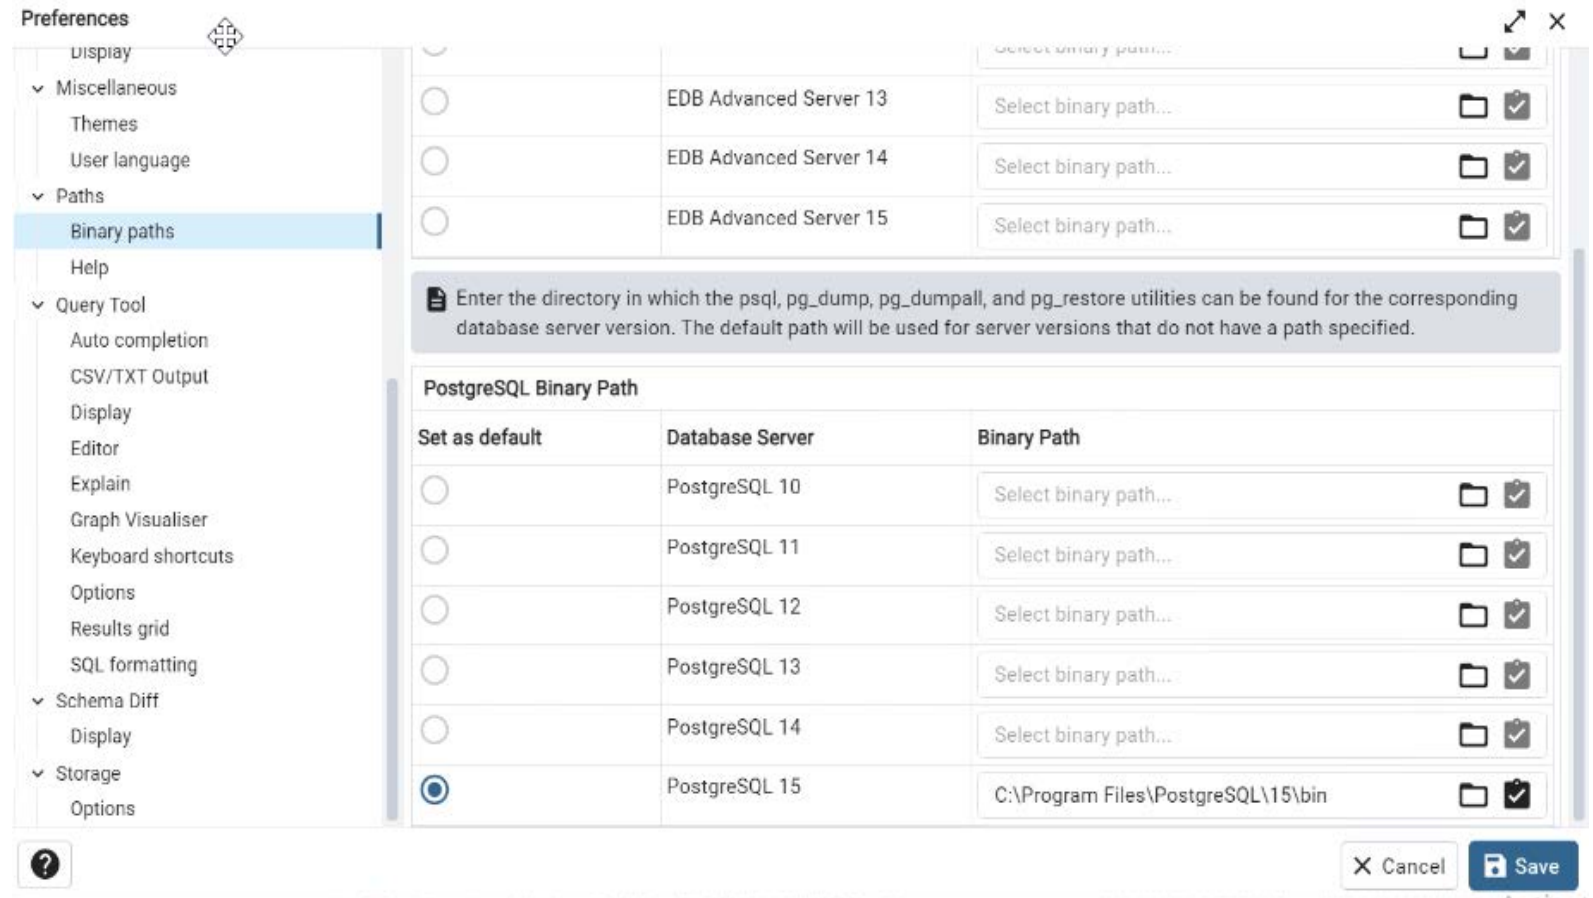 Preferences
Display
Miscellaneous
Themes
User language
Paths
Binary paths
Help
Query Tool
Auto completion
CSV/TXT Output
Display
Editor
Explain
Graph Visualiser
Keyboard shortcuts
Options
Results grid
SQL formatting
Schema Diff
Display
Storage
Options
Select binary path...
EDB Advanced Server 13 Select binary path...
EDB Advanced Server 14 Select binary path...
EDB Advanced Server 15 Select binary path...
Enter the directory in which the psql, pg_dump, pg_dumpall, and pg_restore utilities can be found for the corresponding
database server version. The default path will be used for server versions that do not have a path specified.
PostgreSQL Binary Path
Set as default Database Server Binary Path
PostgreSQL 10 Select binary path...
PostgreSQL 11 Select binary path...
PostgreSQL 12 Select binary path...
PostgreSQL 13 Select binary path...
PostgreSQL 14 Select binary path...
PostgreSQL 15 C:\Program Files\PostgreSQL\15\bin
Cancel Save